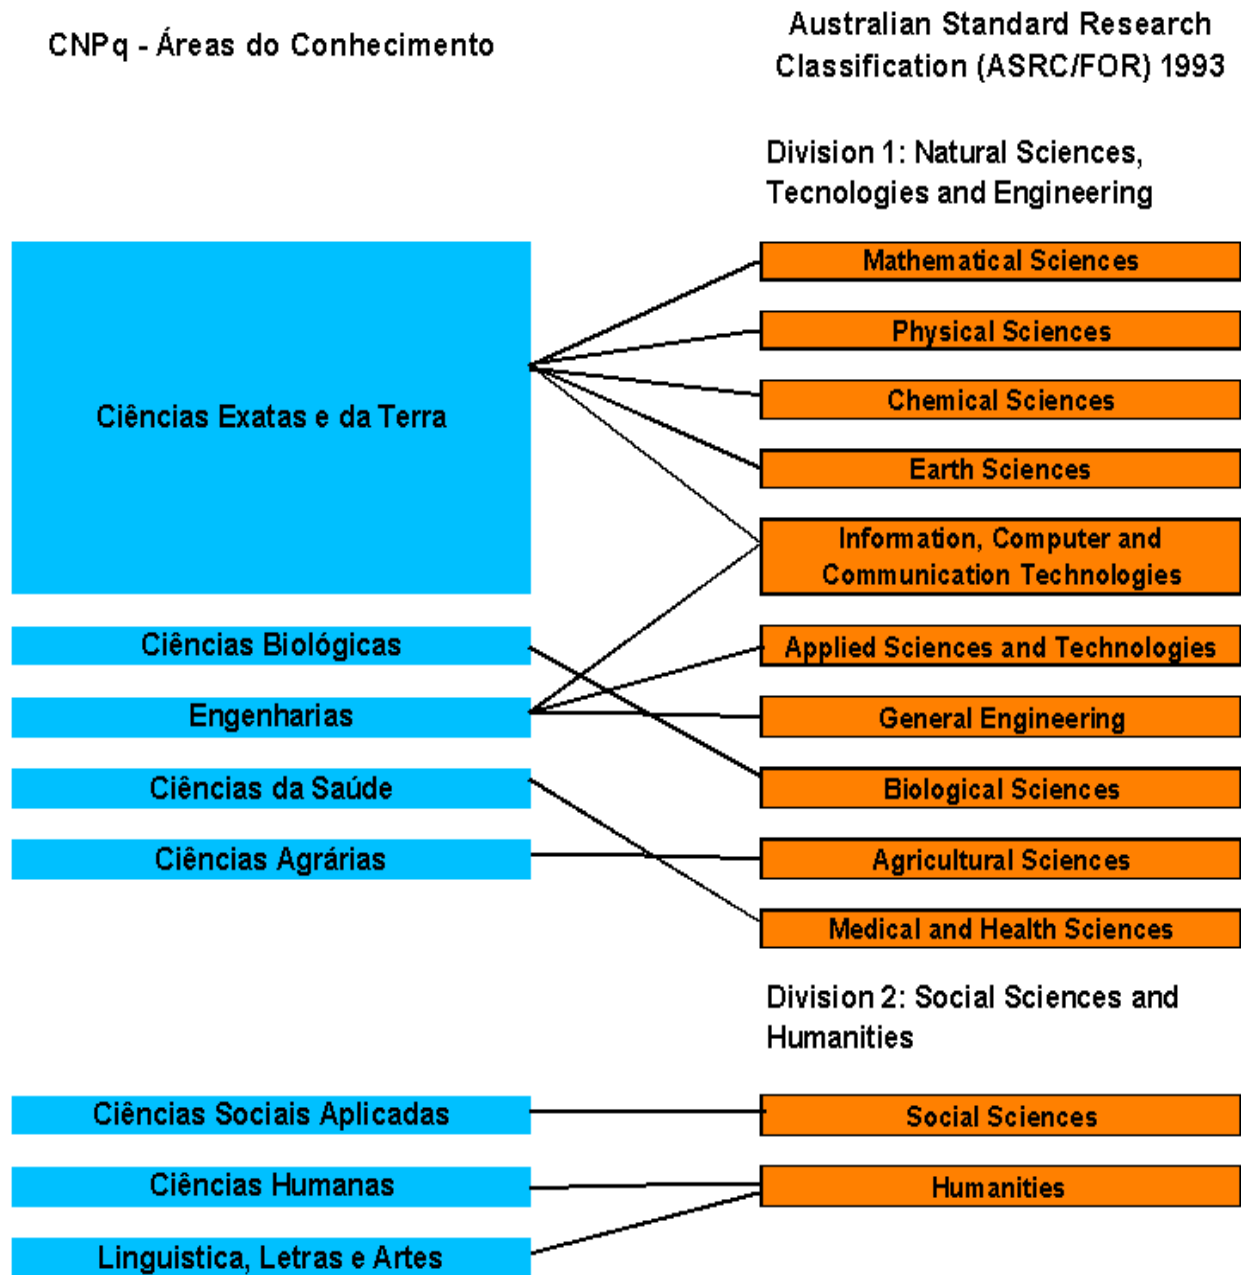 CNPq - Áreas do Conhecimento
Australian Standard Research
Classification (ASRC/FOR) 1993
Division 1: Natural Sciences,
Tecnologies and Engineering
Ciências Exatas e da Terra
Ciências Biológicas
Engenharias
Ciências da Saúde
Ciências Agrárias
Mathematical Sciences
Physical Sciences
Chemical Sciences
Earth Sciences
Information, Computer and
Communication Technologies
Applied Sciences and Technologies
General Engineering
Biological Sciences
Agricultural Sciences
Medical and Health Sciences
Division 2: Social Sciences and
Humanities
Ciências Sociais Aplicadas
Ciências Humanas
Linguistica, Letras e Artes
Social Sciences
Humanities